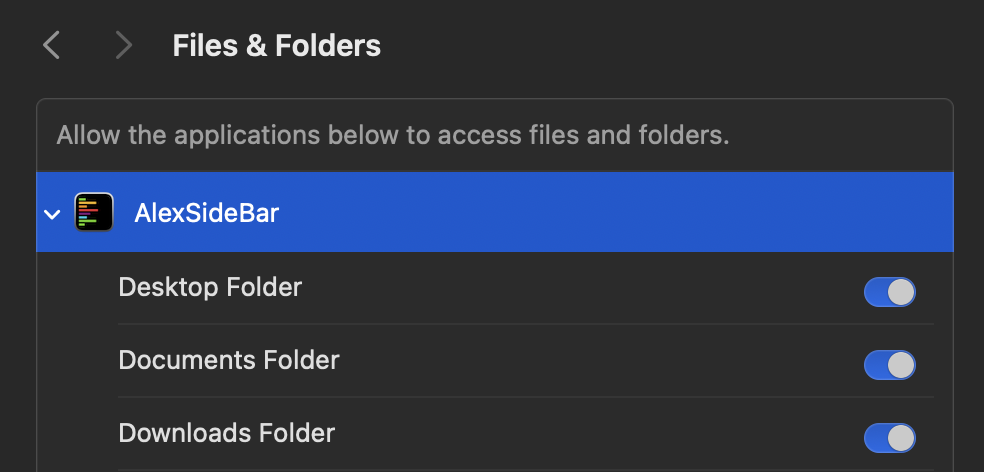 Files & Folders
Allow the applications below to access files and folders.
AlexSideBar
Desktop Folder
Documents Folder
Downloads Folder